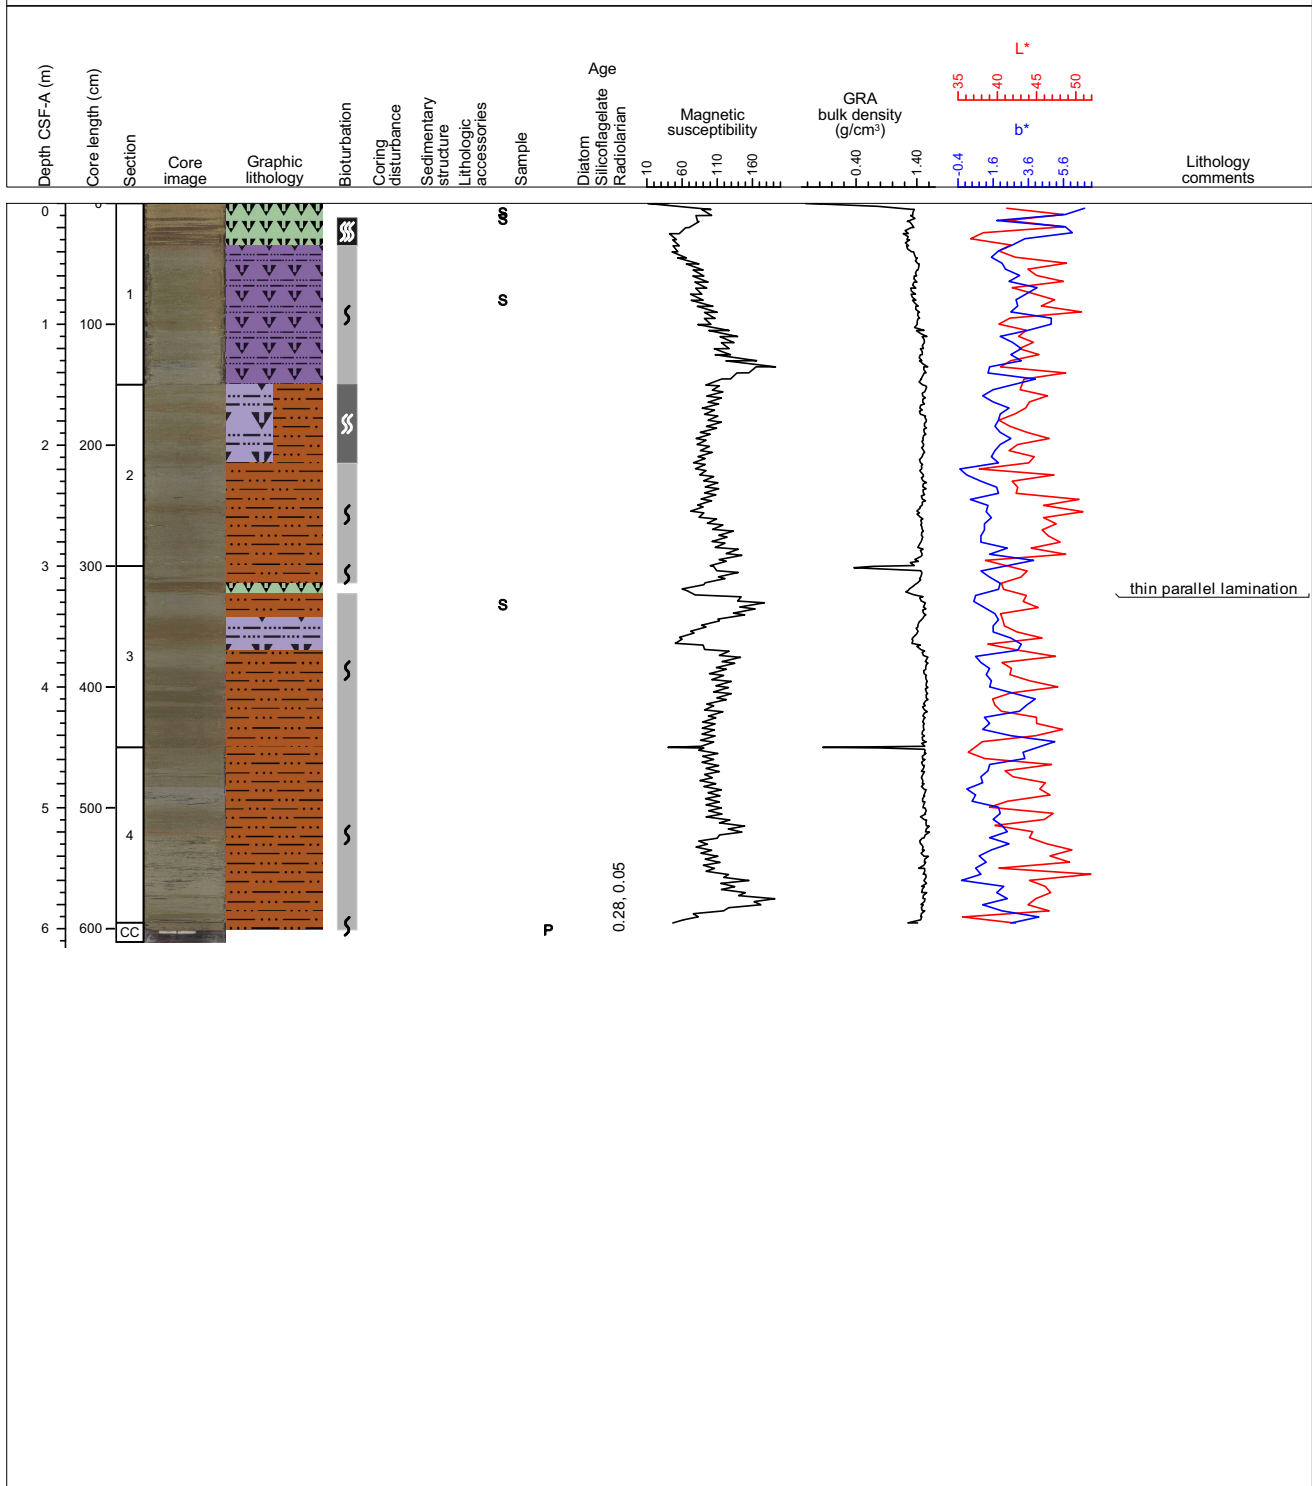 Depth CSF-A (m)
Core length (cm)
Section
Core
image
Graphic
lithology
Bioturbation
Coring
disturbance
Sedimentary
structure
Lithologic
accessories
Sample
Age
Diatom
Silicoflagelate
Radiolarian
Magnetic
susceptibility
10 60 110 160
GRA
bulk density
(g/cm³)
0.40 1.40
L*
35 40 45 50
b*
-0.4 1.6 3.6 5.6
Lithology
comments
0 0
S
S
1
S
1 100
2 200
2
3 300
thin parallel lamination
S
3
4 400
5 500
4
0.28, 0.05
6 600 CC
P